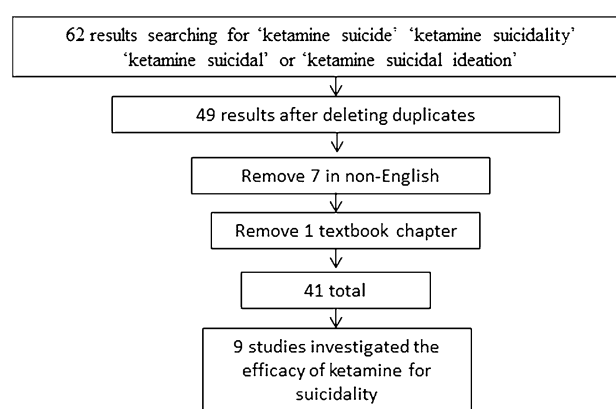 62 results searching for ‘ketamine suicide’ ‘ketamine suicidality’
‘ketamine suicidal’ or ‘ketamine suicidal ideation’
49 results after deleting duplicates
Remove 7 in non-English
Remove 1 textbook chapter
41 total
9 studies investigated the
efficacy of ketamine for
suicidality